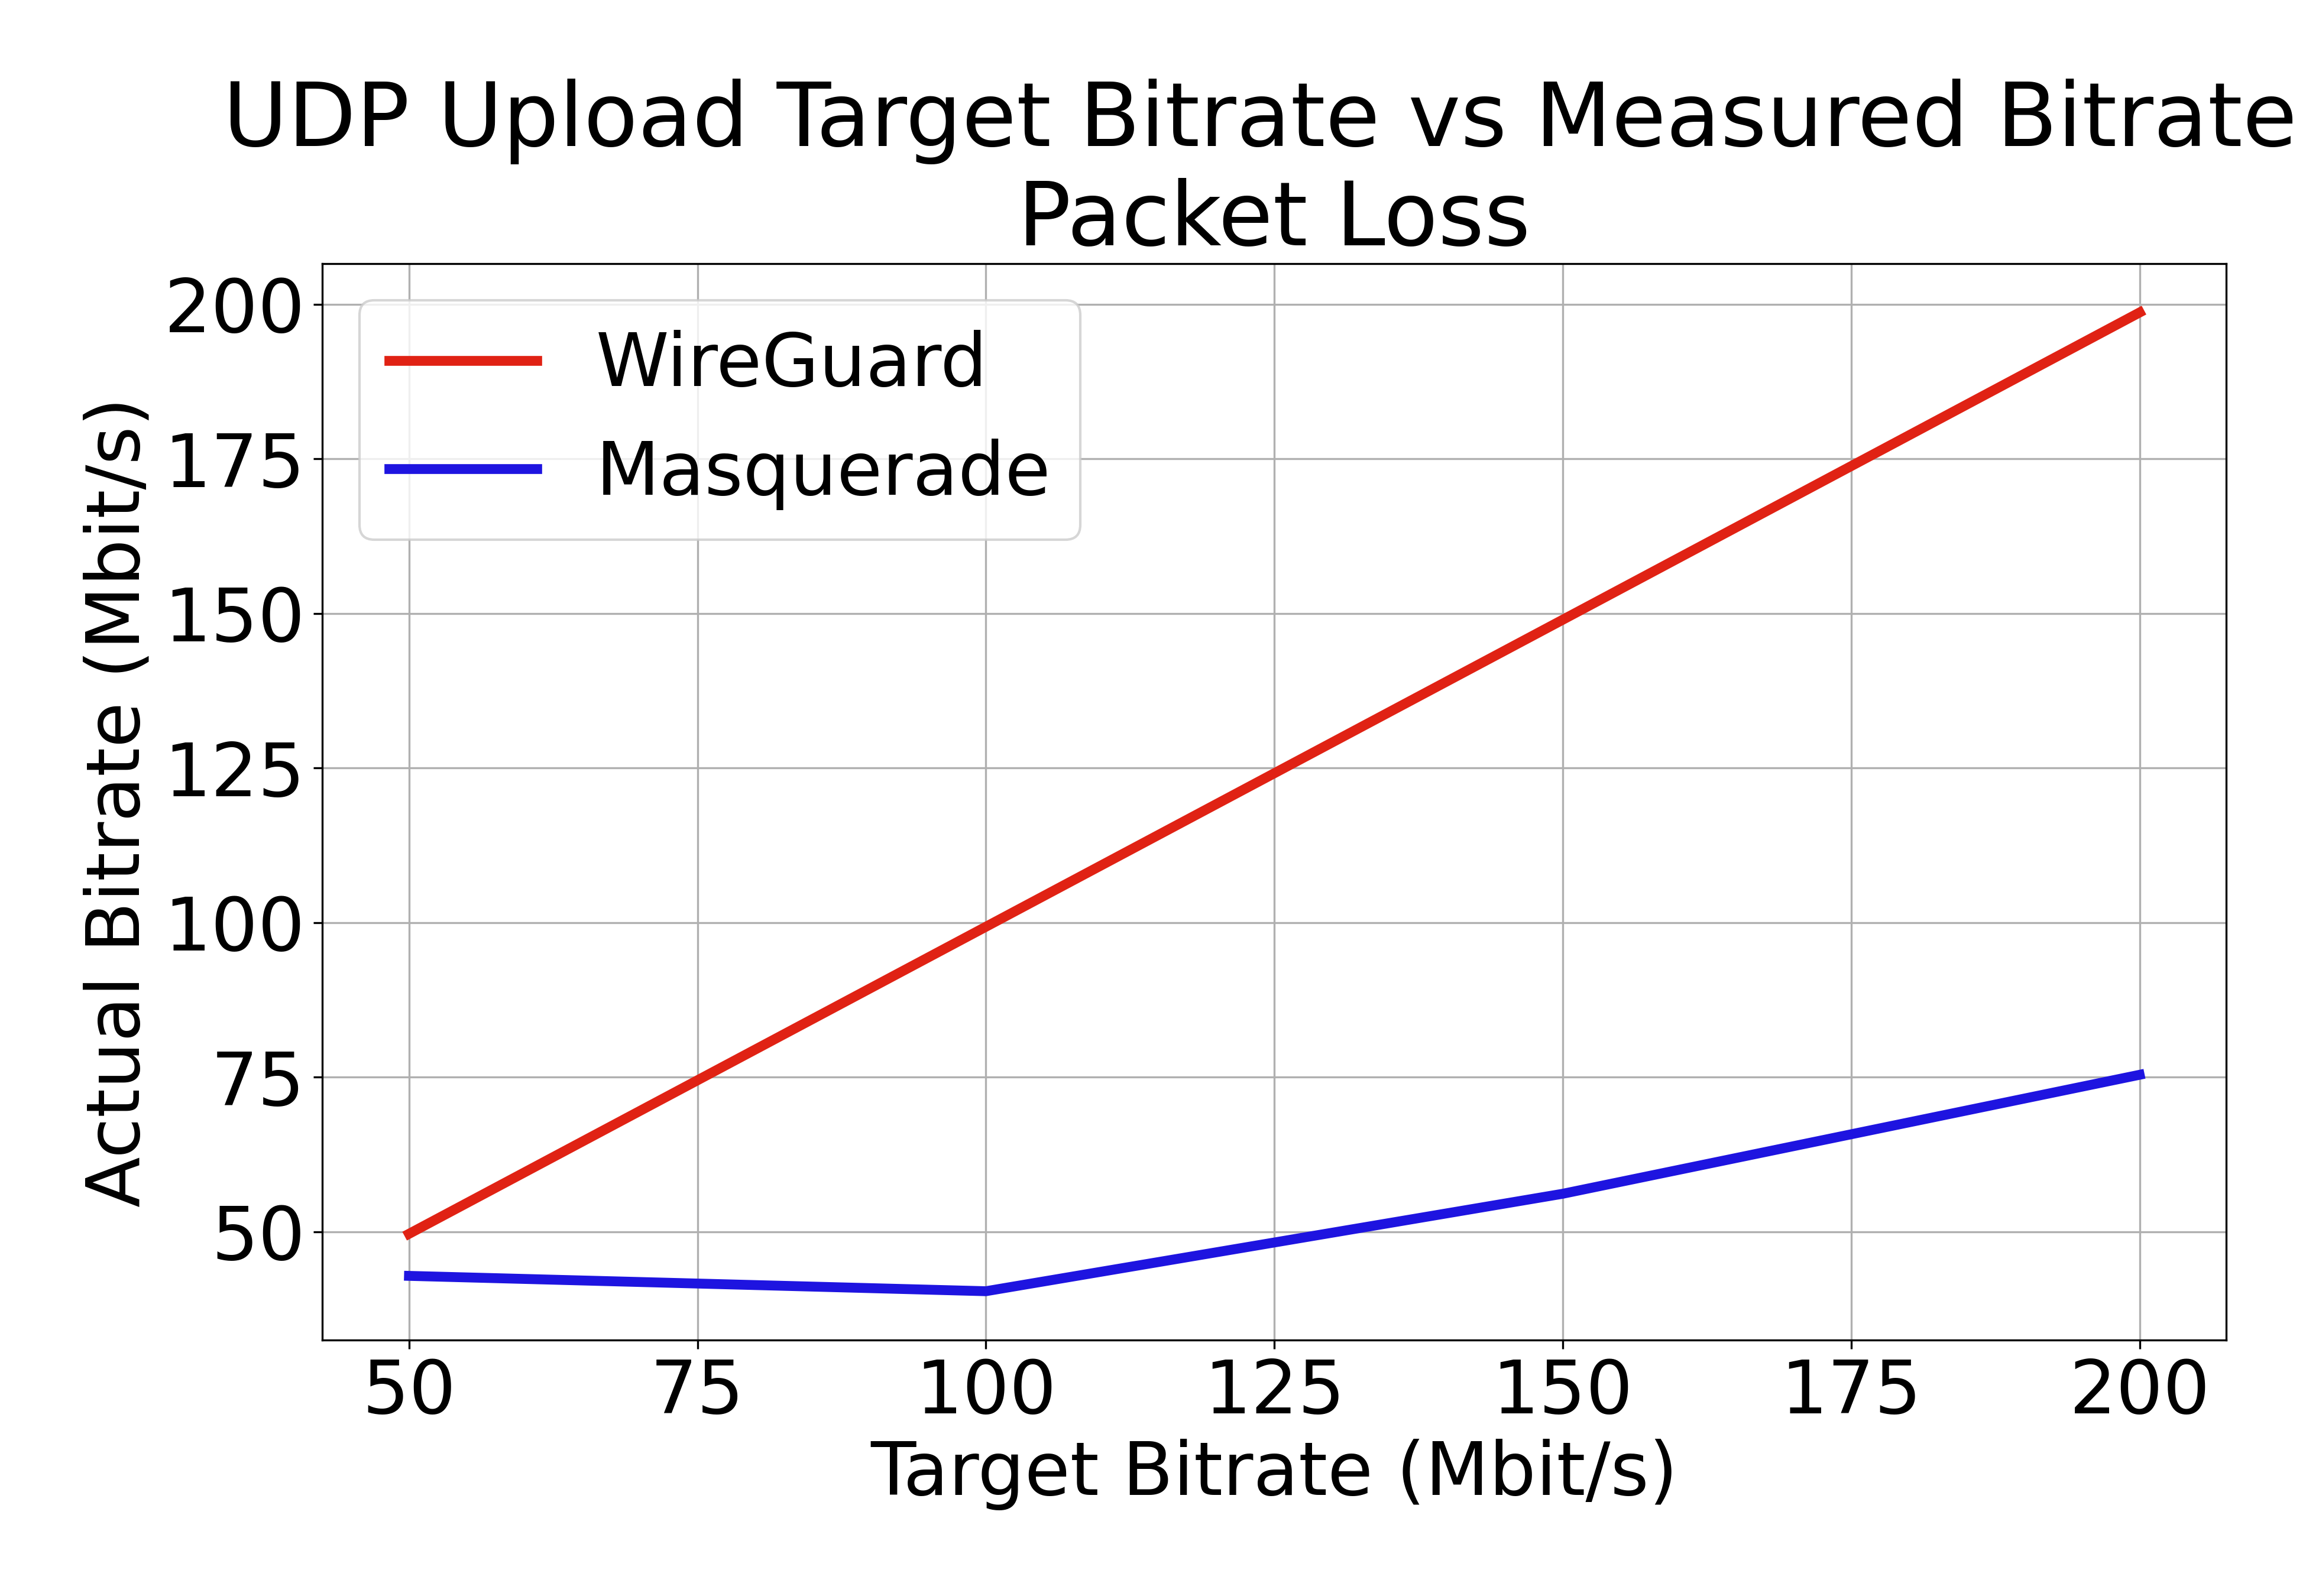 UDP Upload Target Bitrate vs Measured Bitrate
Packet Loss
200
175
150
125
100
75
50
Actual Bitrate (Mbit/s)
WireGuard
Masquerade
50 75 100 125 150 175 200
Target Bitrate (Mbit/s)